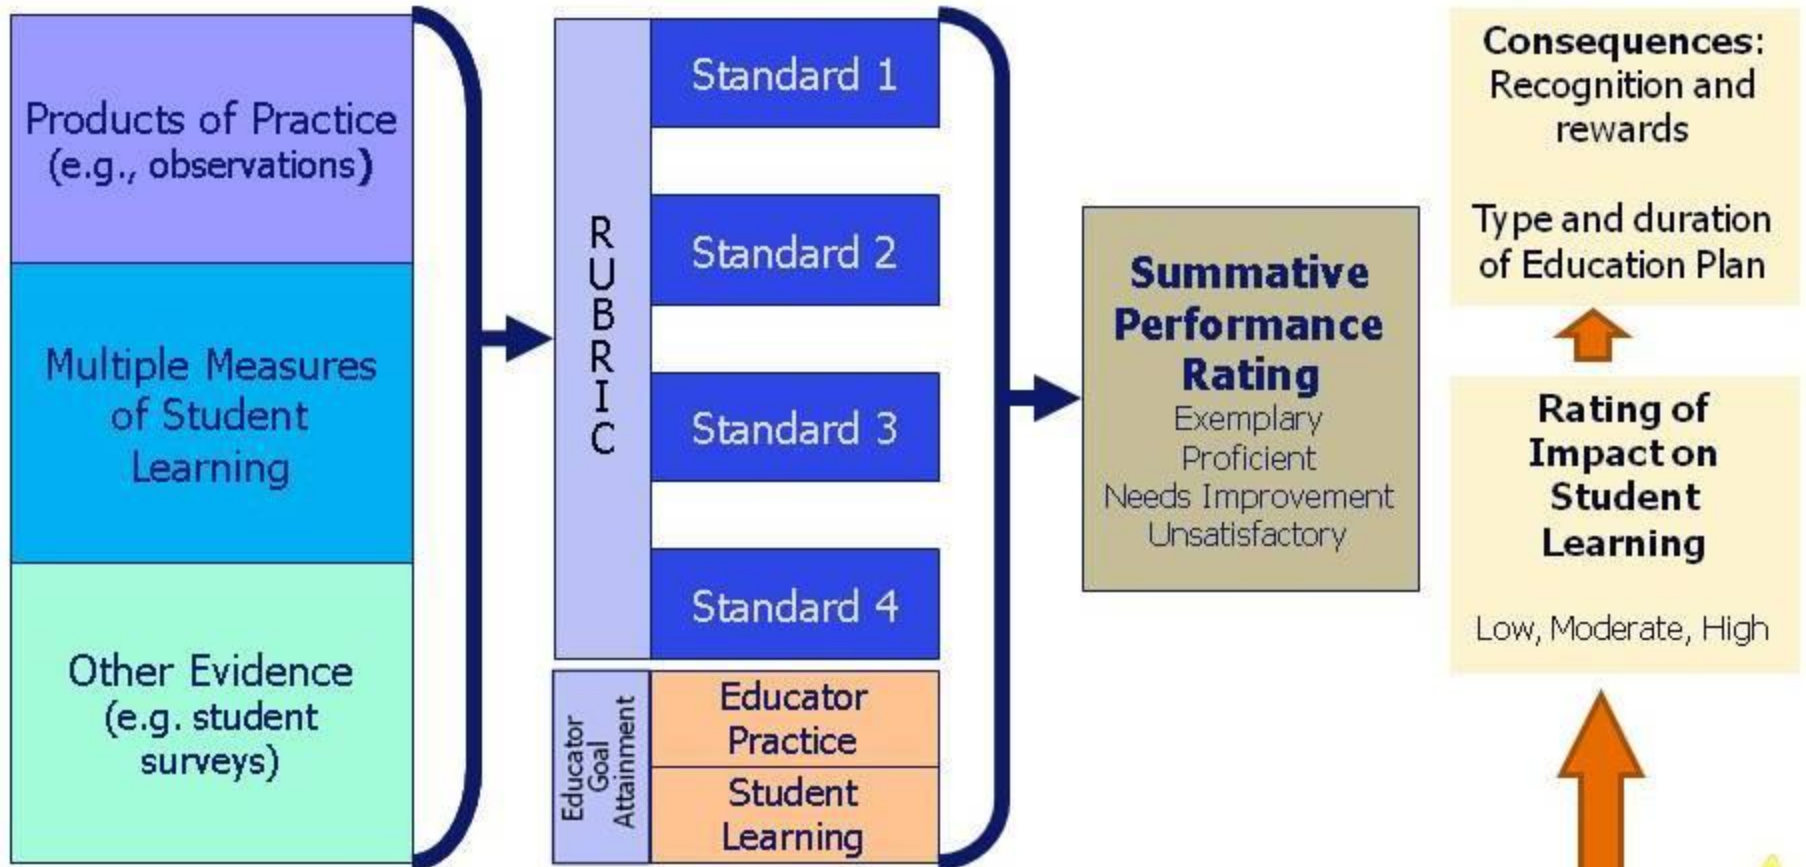 Products of Practice
(e.g., observations)
Multiple Measures
of Student
Learning
Other Evidence
(e.g. student
surveys)
RUBRIC
Standard 1
Standard 2
Standard 3
Standard 4
Educator
Goal
Attainment
Educator
Practice
Student
Learning
Summative
Performance
Rating
Exemplary
Proficient
Needs Improvement
Unsatisfactory
Consequences:
Recognition and
rewards
Type and duration
of Education Plan
Rating of
Impact on
Student
Learning
Low, Moderate, High